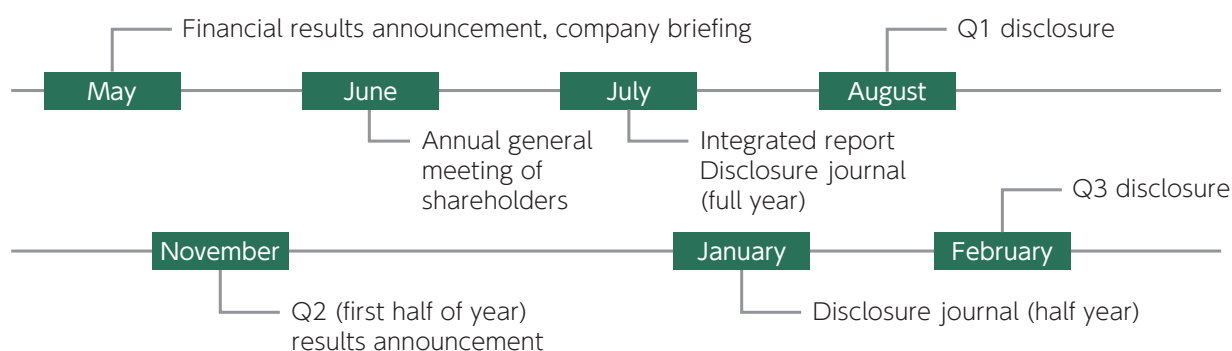 Financial results announcement, company briefing
Q1 disclosure
May
June
July
August
Annual general
meeting of
shareholders
Integrated report
Disclosure journal
(full year)
Q3 disclosure
November
January
February
Q2 (first half of year)
results announcement
Disclosure journal (half year)